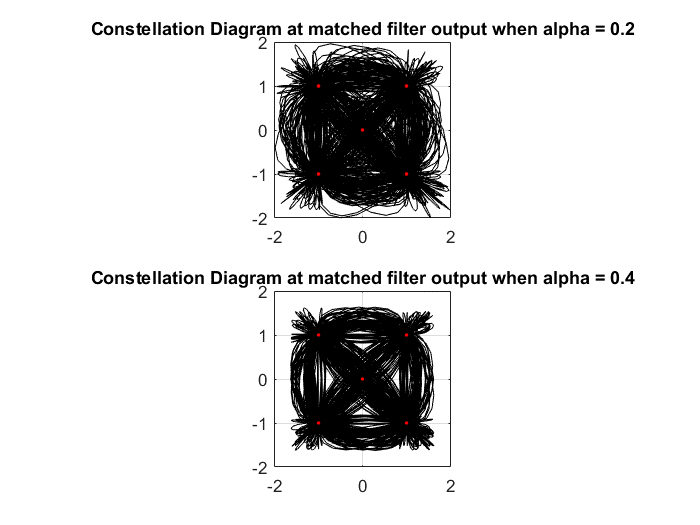 Constellation Diagram at matched filter output when alpha = 0.2
2
1
0
-1
-2
-2 0 2
Constellation Diagram at matched filter output when alpha = 0.4
2
1
0
-1
-2
-2 0 2